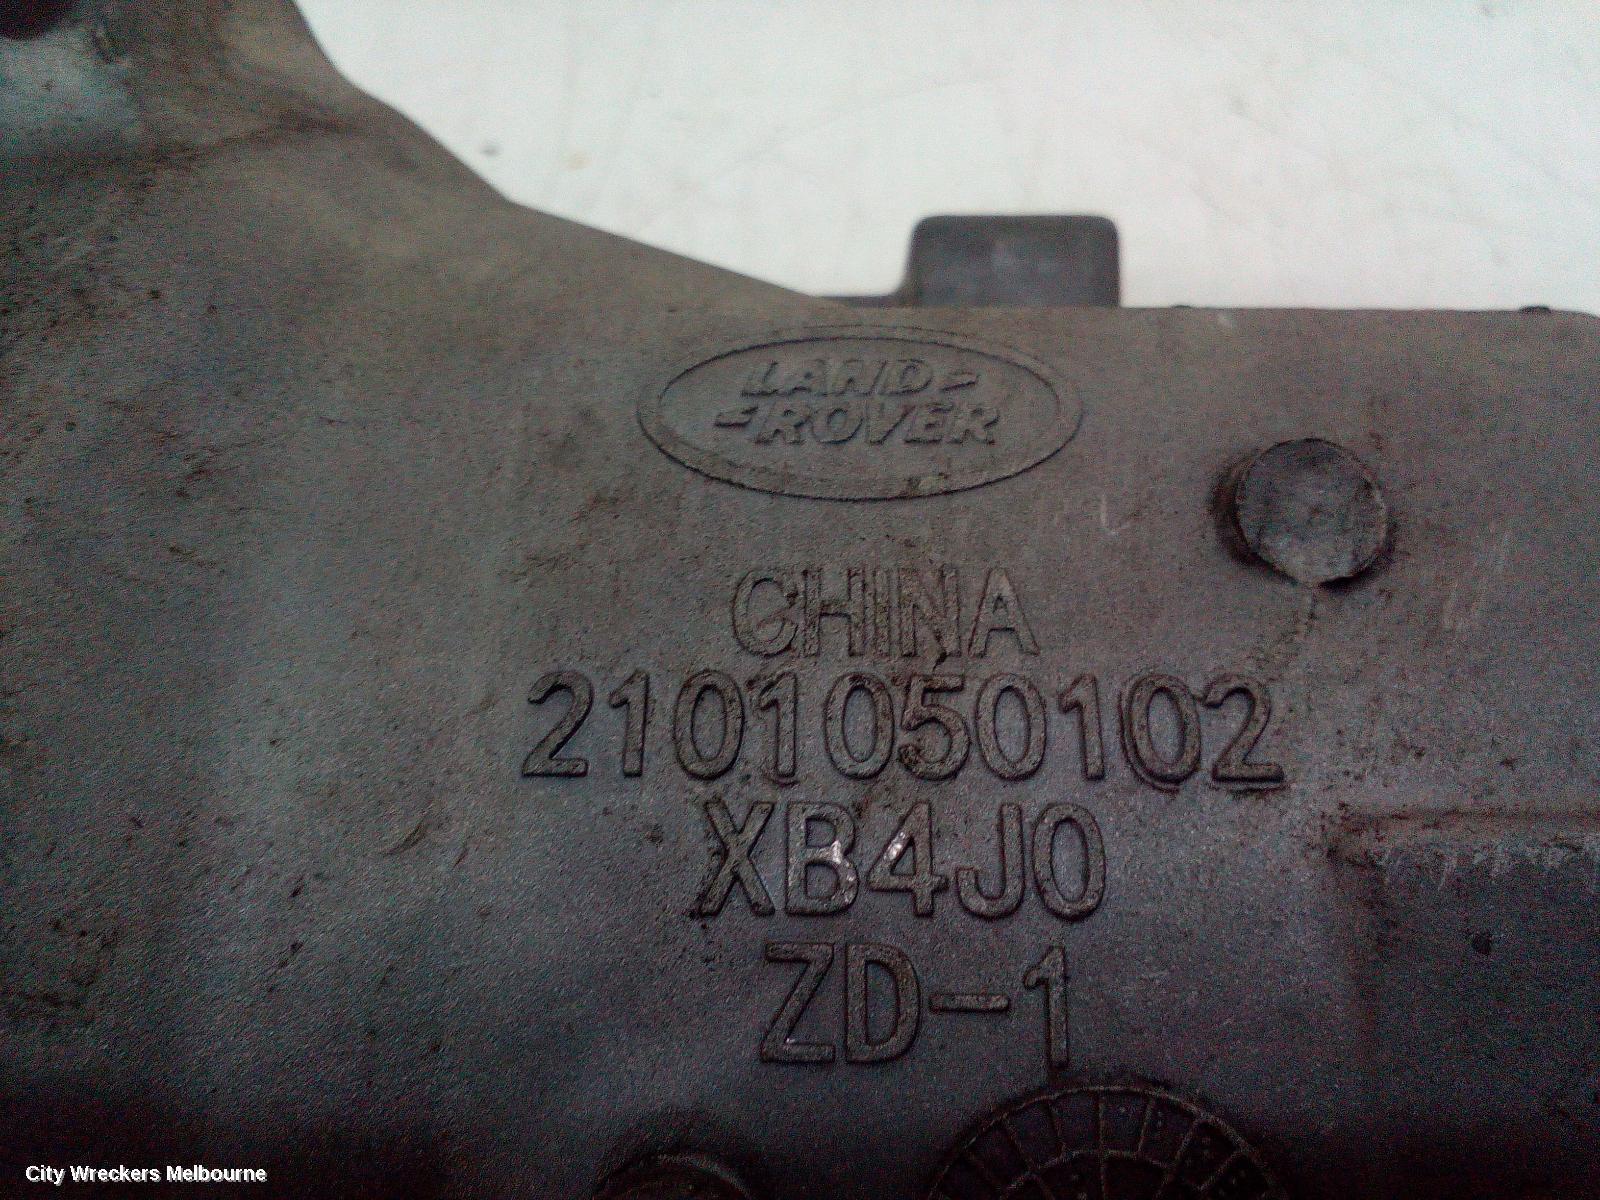 LAND
ROVER
CHINA
2101050102
XB4J0
ZD-1
City Wreckers Melbourne